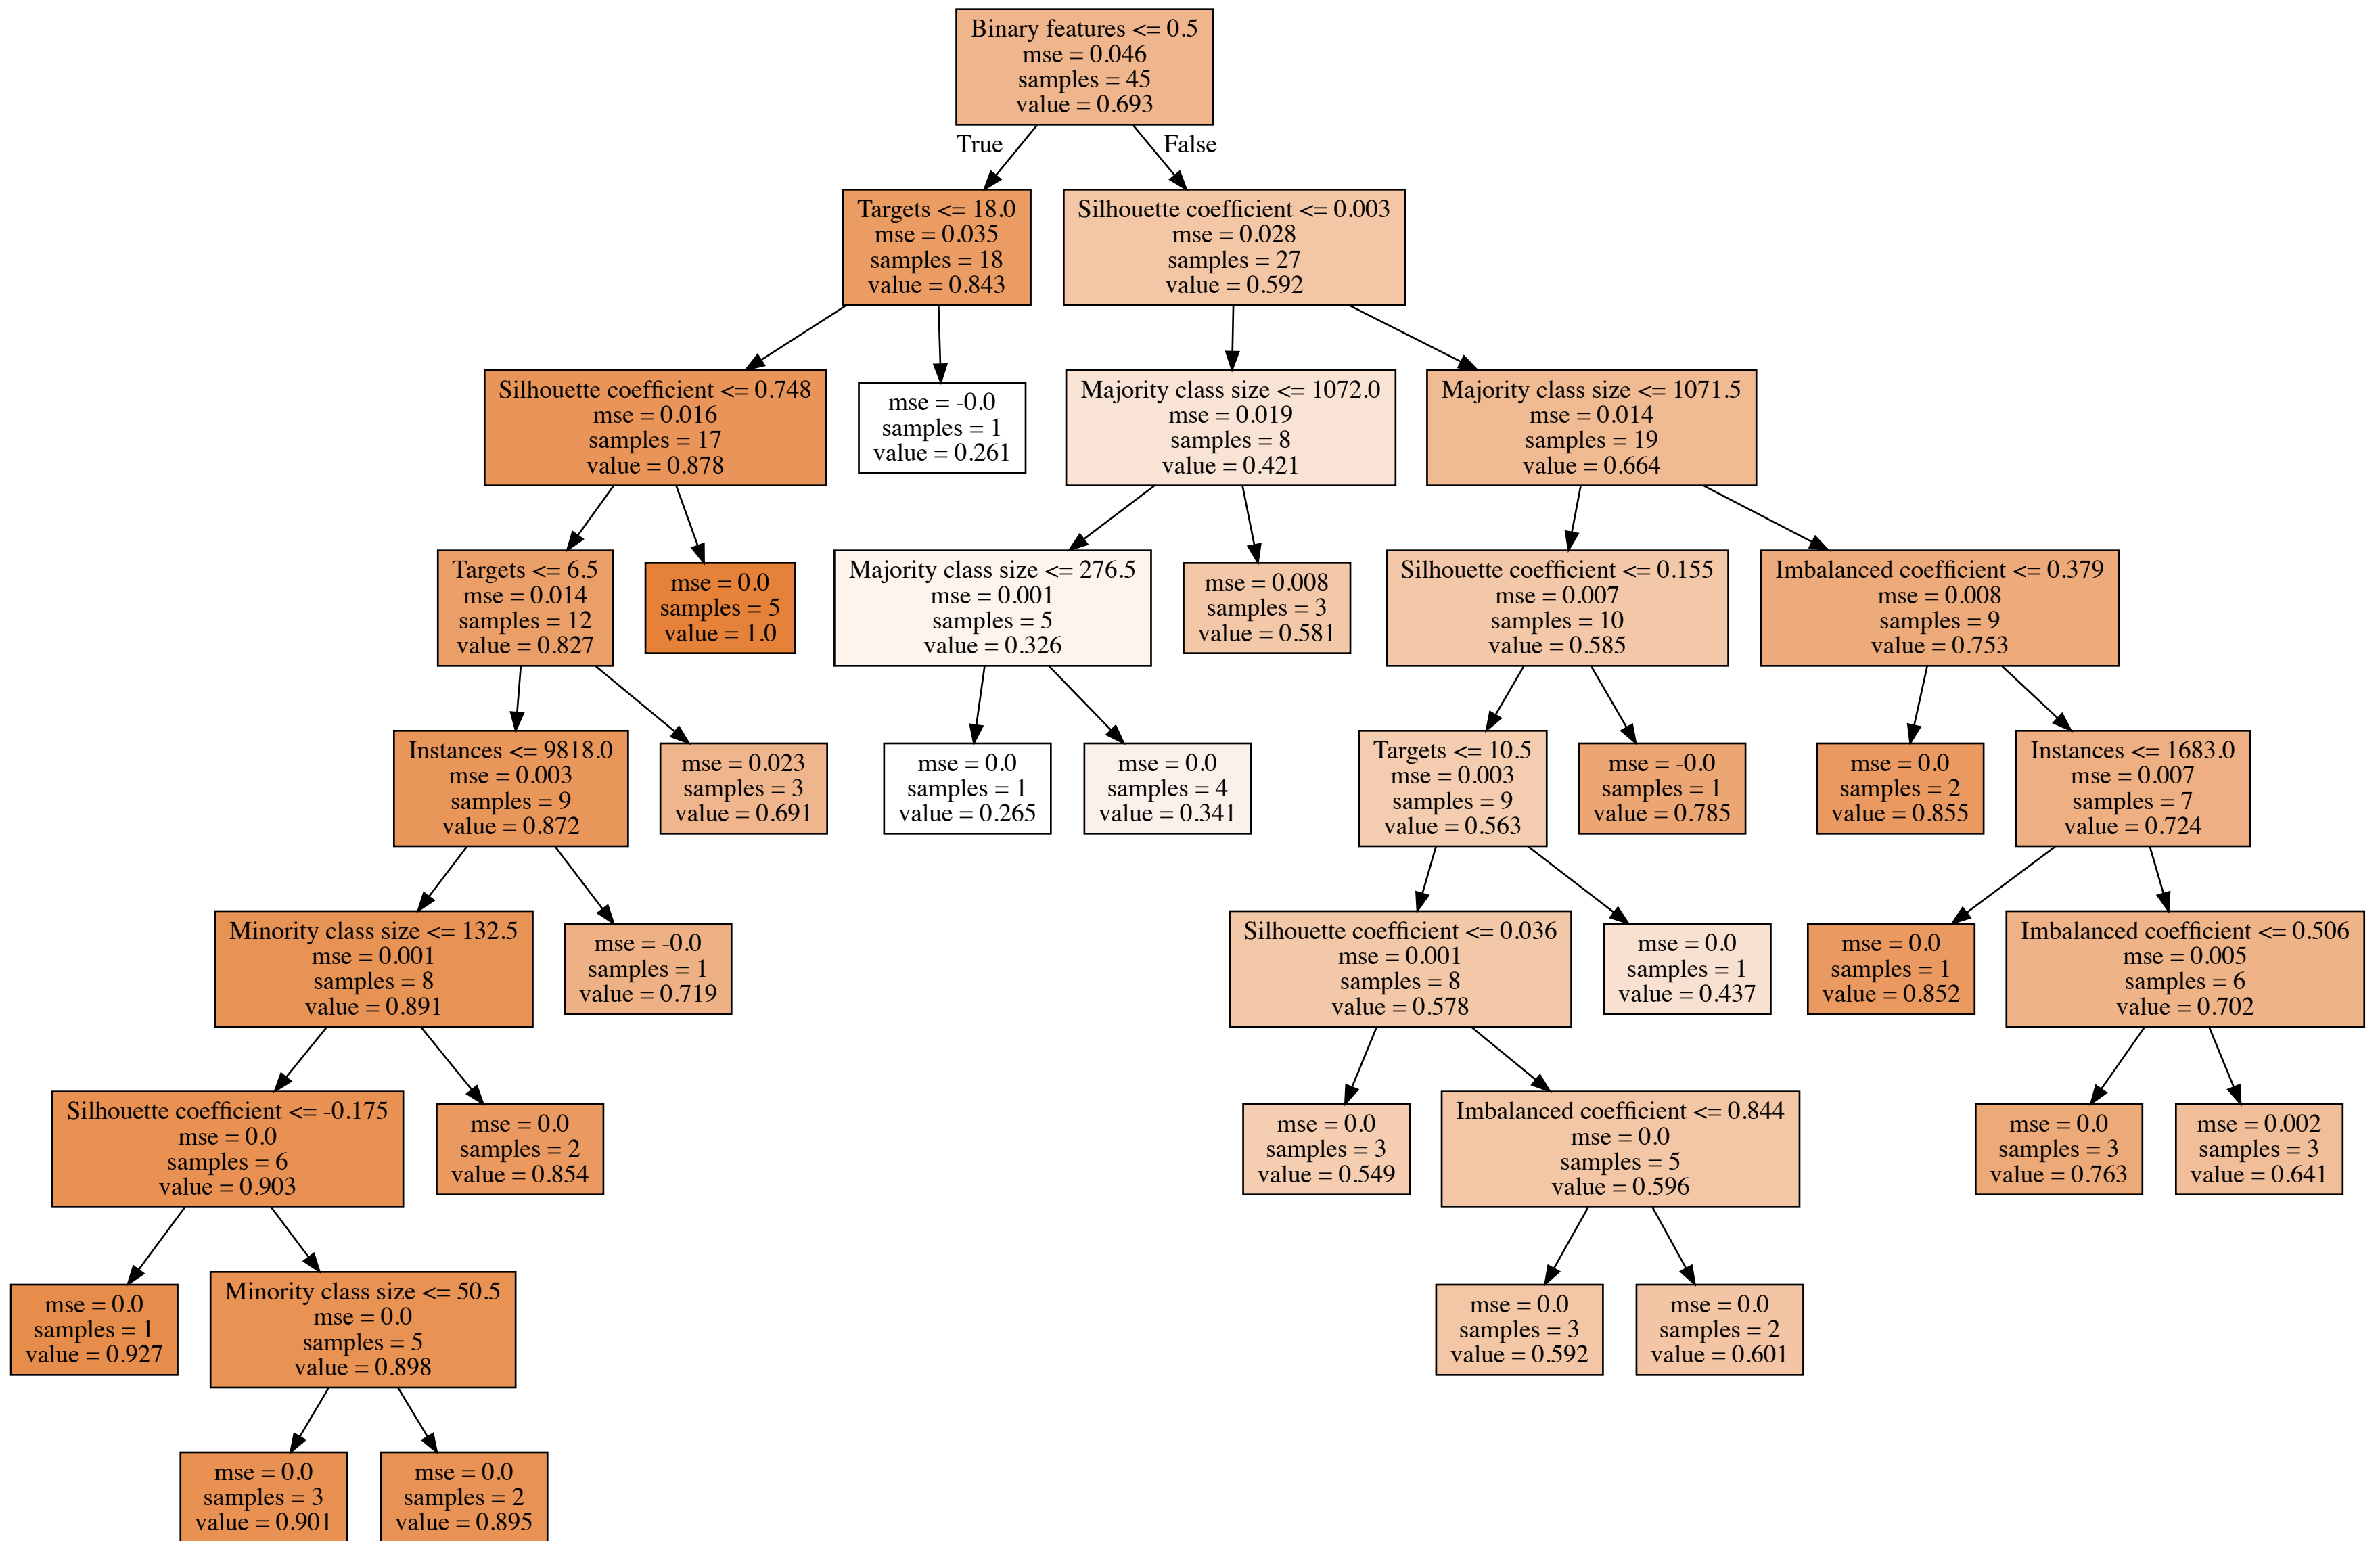 Binary features <= 0.5
mse = 0.046
samples = 45
value = 0.693
True
False
Targets <= 18.0
mse = 0.035
samples = 18
value = 0.843
Silhouette coefficient <= 0.003
mse = 0.028
samples = 27
value = 0.592
Silhouette coefficient <= 0.748
mse = 0.016
samples = 17
value = 0.878
mse = -0.0
samples = 1
value = 0.261
Majority class size <= 1072.0
mse = 0.019
samples = 8
value = 0.421
Majority class size <= 1071.5
mse = 0.014
samples = 19
value = 0.664
Targets <= 6.5
mse = 0.014
samples = 12
value = 0.827
mse = 0.0
samples = 5
value = 1.0
Majority class size <= 276.5
mse = 0.001
samples = 5
value = 0.326
mse = 0.008
samples = 3
value = 0.581
Silhouette coefficient <= 0.155
mse = 0.007
samples = 10
value = 0.585
Imbalanced coefficient <= 0.379
mse = 0.008
samples = 9
value = 0.753
Instances <= 9818.0
mse = 0.003
samples = 9
value = 0.872
mse = 0.023
samples = 3
value = 0.691
mse = 0.0
samples = 1
value = 0.265
mse = 0.0
samples = 4
value = 0.341
Targets <= 10.5
mse = 0.003
samples = 9
value = 0.563
mse = -0.0
samples = 1
value = 0.785
mse = 0.0
samples = 2
value = 0.855
Instances <= 1683.0
mse = 0.007
samples = 7
value = 0.724
Minority class size <= 132.5
mse = 0.001
samples = 8
value = 0.891
mse = -0.0
samples = 1
value = 0.719
Silhouette coefficient <= 0.036
mse = 0.001
samples = 8
value = 0.578
mse = 0.0
samples = 1
value = 0.437
mse = 0.0
samples = 1
value = 0.852
Imbalanced coefficient <= 0.506
mse = 0.005
samples = 6
value = 0.702
Silhouette coefficient <= -0.175
mse = 0.0
samples = 6
value = 0.903
mse = 0.0
samples = 2
value = 0.854
mse = 0.0
samples = 3
value = 0.549
Imbalanced coefficient <= 0.844
mse = 0.0
samples = 5
value = 0.596
mse = 0.0
samples = 3
value = 0.763
mse = 0.002
samples = 3
value = 0.641
mse = 0.0
samples = 1
value = 0.927
Minority class size <= 50.5
mse = 0.0
samples = 5
value = 0.898
mse = 0.0
samples = 3
value = 0.592
mse = 0.0
samples = 2
value = 0.601
mse = 0.0
samples = 3
value = 0.901
mse = 0.0
samples = 2
value = 0.895